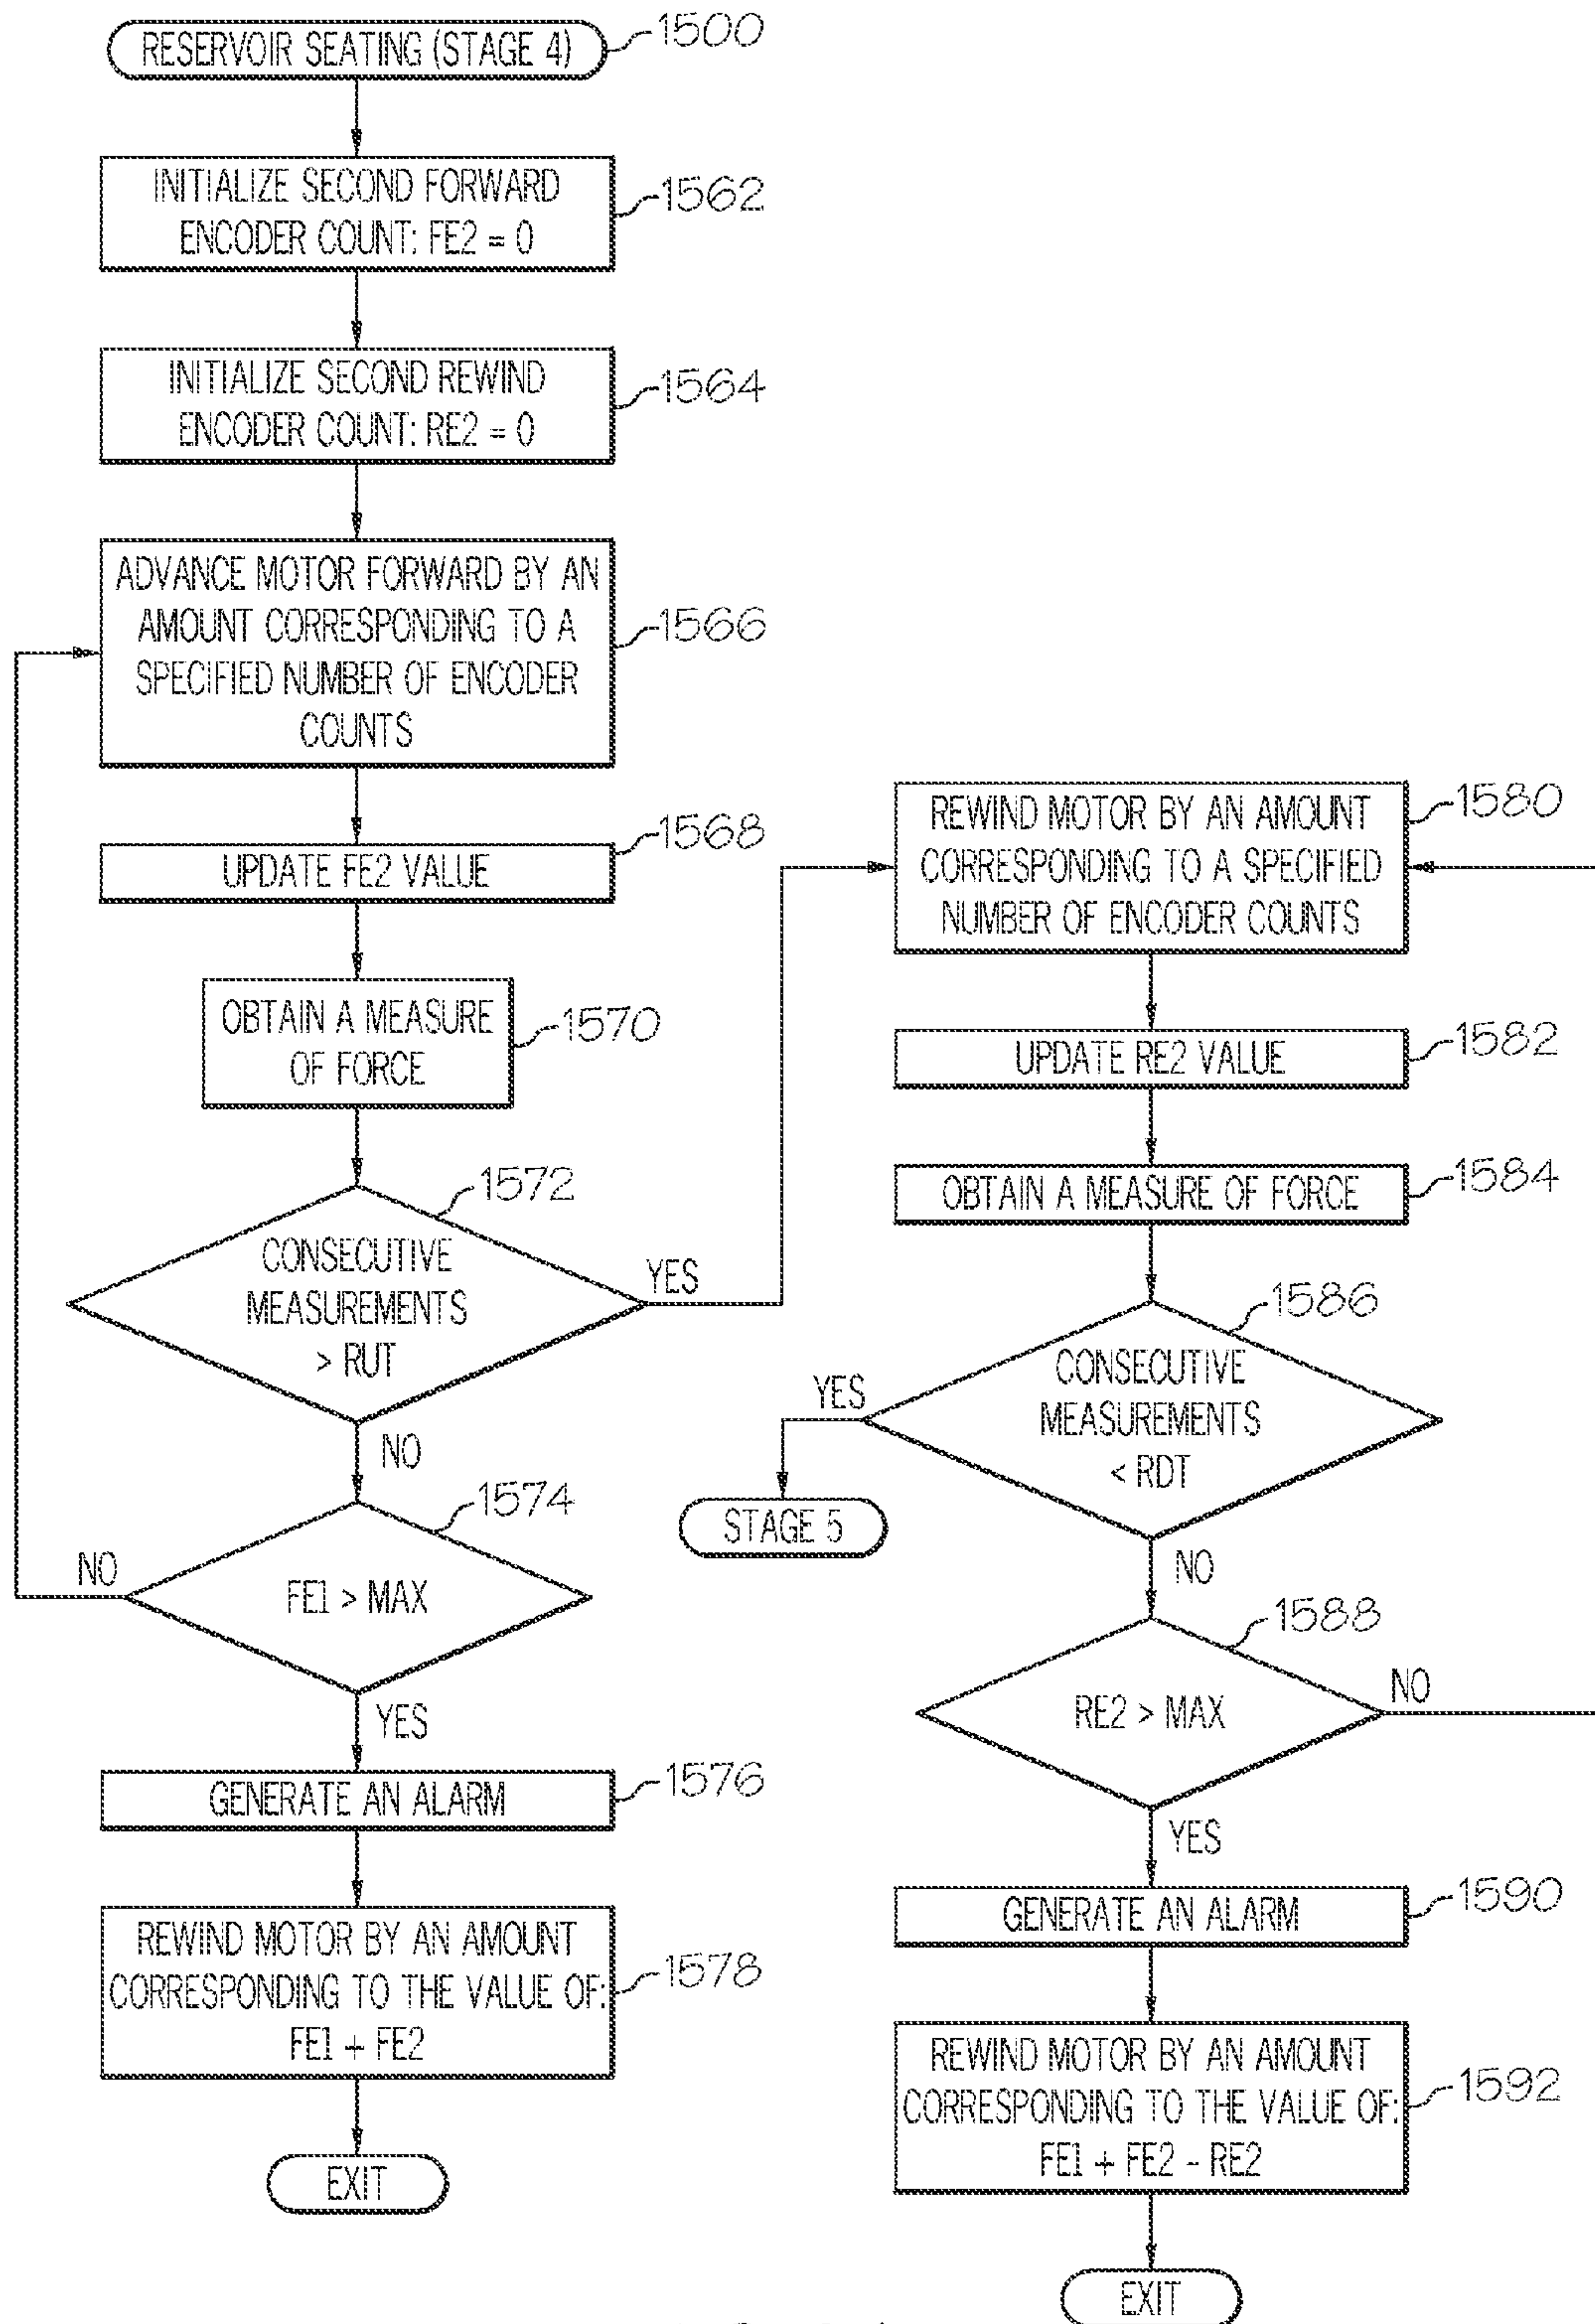 RESERVOIR SEATING (STAGE 4)
1500
INITIALIZE SECOND FORWARD
ENCODER COUNT: FE2 = 0
1562
INITIALIZE SECOND REWIND
ENCODER COUNT: RE2 = 0
1564
ADVANCE MOTOR FORWARD BY AN
AMOUNT CORRESPONDING TO A
SPECIFIED NUMBER OF ENCODER
COUNTS
1566
UPDATE FE2 VALUE
1568
OBTAIN A MEASURE
OF FORCE
1570
1572
CONSECUTIVE
MEASUREMENTS
> RUT
YES
NO
1574
FE1 > MAX
NO
YES
GENERATE AN ALARM
1576
REWIND MOTOR BY AN AMOUNT
CORRESPONDING TO THE VALUE OF:
FE1 + FE2
1578
EXIT
REWIND MOTOR BY AN AMOUNT
CORRESPONDING TO A SPECIFIED
NUMBER OF ENCODER COUNTS
1580
UPDATE RE2 VALUE
1582
OBTAIN A MEASURE OF FORCE
1584
1586
CONSECUTIVE
MEASUREMENTS
< RDT
YES
STAGE 5
NO
1588
RE2 > MAX
NO
YES
GENERATE AN ALARM
1590
REWIND MOTOR BY AN AMOUNT
CORRESPONDING TO THE VALUE OF:
FE1 + FE2 - RE2
1592
EXIT